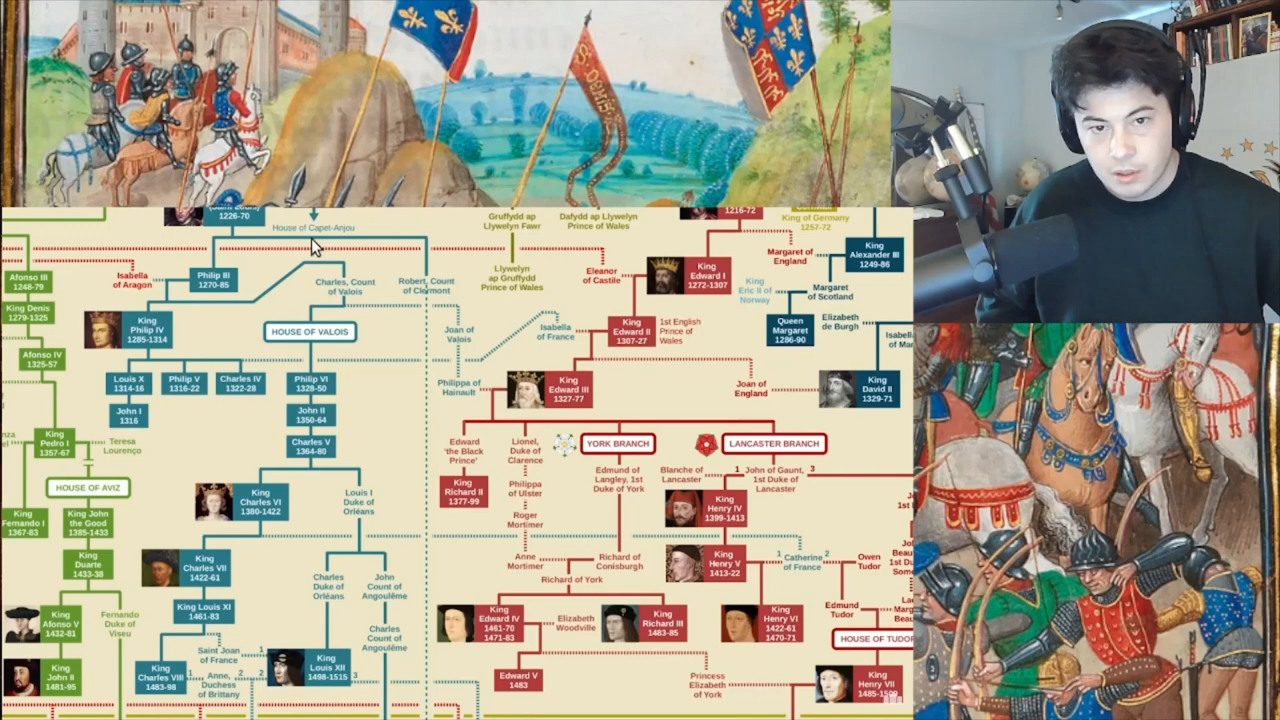 S. DENIS
(Saint Louis)
1226-70
House of Capet-Anjou
Gruffydd ap
Llywelyn Fawr
Dafydd ap Llywelyn
Prince of Wales
1216-72
King of Germany
1257-72
Afonso III
1248-79
Isabella
of Aragon
Philip III
1270-85
Charles, Count
of Valois
Robert, Count
of Clermont
Llywelyn
ap Gruffydd
Prince of Wales
Eleanor
of Castile
King
Edward I
1272-1307
Margaret of
England
King
Alexander III
1249-86
King
Eric II of
Norway
Margaret
of Scotland
King Denis
1279-1325
King
Philip IV
1285-1314
HOUSE OF VALOIS
Joan of
Valois
Isabella
of France
King
Edward II
1307-27
1st English
Prince of
Wales
Queen
Margaret
1286-90
Elizabeth
de Burgh
Isabella
of Mar
Afonso IV
1325-57
Louis X
1314-16
Philip V
1316-22
Charles IV
1322-28
Philip VI
1328-50
Philippa of
Hainault
King
Edward III
1327-77
Joan of
England
King
David II
1329-71
John I
1316
John II
1350-64
King
Pedro I
1357-67
Teresa
Lourenço
Charles V
1364-80
Edward
'the Black
Prince'
Lionel,
Duke of
Clarence
YORK BRANCH
LANCASTER BRANCH
HOUSE OF AVIZ
King
Charles VI
1380-1422
Louis I
Duke of
Orléans
King
Richard II
1377-99
Philippa
of Ulster
Edmund of
Langley, 1st
Duke of York
Blanche of
Lancaster
1
John of Gaunt,
1st Duke of
Lancaster
3
King
Fernando I
1367-83
King John
the Good
1385-1433
Roger
Mortimer
King
Henry IV
1399-1413
King
Duarte
1433-38
King
Charles VII
1422-61
Charles
Duke of
Orléans
John
Count of
Angoulême
Anne
Mortimer
Richard of
Conisburgh
King
Henry V
1413-22
1
Catherine
of France
2
Owen
Tudor
Richard of York
King
Afonso V
1432-81
Fernando
Duke of
Viseu
King Louis XI
1461-83
Charles
Count of
Angoulême
King
Edward IV
1461-70
1471-83
Elizabeth
Woodville
King
Richard III
1483-85
King
Henry VI
1422-61
1470-71
Edmund
Tudor
HOUSE OF TUDOR
Saint Joan
of France
1
King
John II
1481-95
King
Charles VIII
1483-98
1
Anne,
Duchess
of Brittany
2
2
King
Louis XII
1498-1515
3
Edward V
1483
Princess
Elizabeth
of York
King
Henry VII
1485-1509